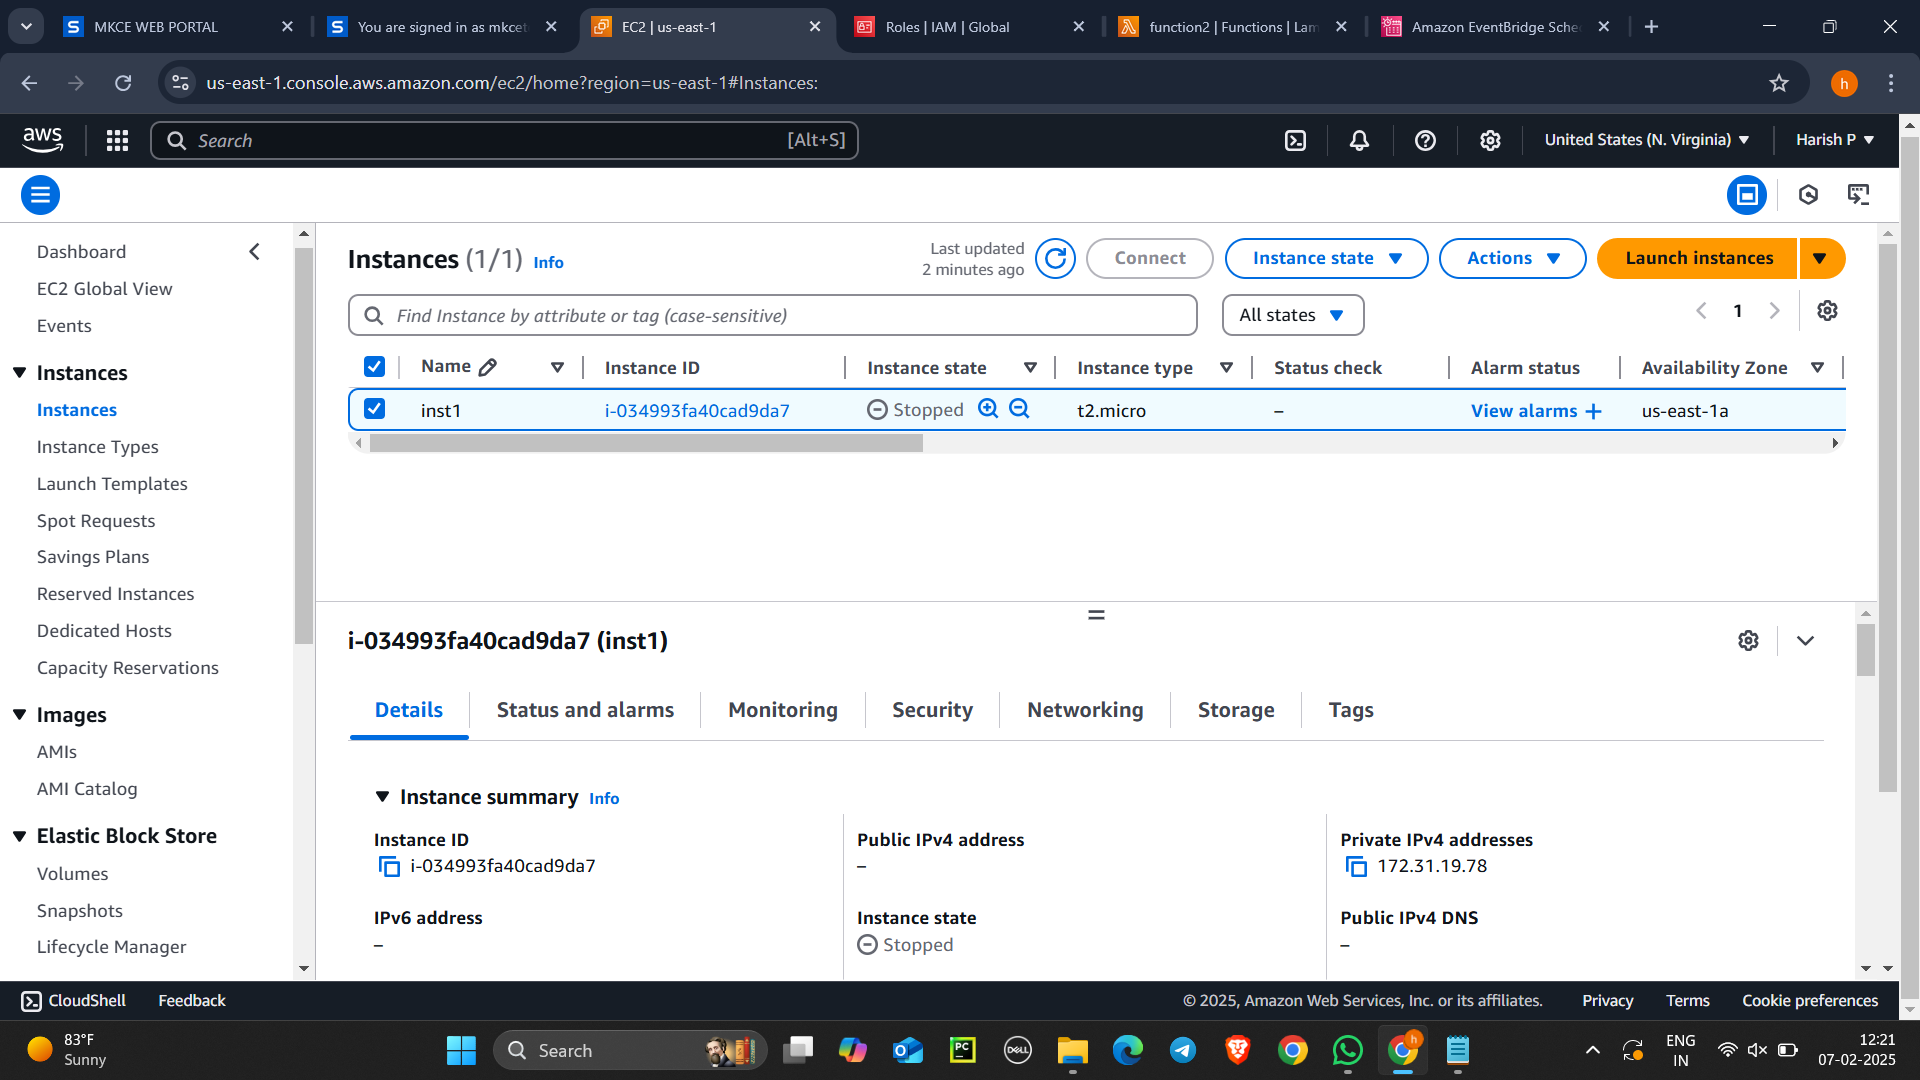 MKCE WEB PORTAL
You are signed in as mkcet
EC2 | us-east-1
Roles | IAM | Global
function2 | Functions | Lam
Amazon EventBridge Sche
us-east-1.console.aws.amazon.com/ec2/home?region=us-east-1#Instances:
h
aws
Search
[Alt+S]
United States (N. Virginia)
Harish P
Dashboard
EC2 Global View
Events
Instances
Instances
Instance Types
Launch Templates
Spot Requests
Savings Plans
Reserved Instances
Dedicated Hosts
Capacity Reservations
Images
AMIs
AMI Catalog
Elastic Block Store
Volumes
Snapshots
Lifecycle Manager
Instances (1/1) Info
Last updated
2 minutes ago
Connect
Instance state
Actions
Launch instances
Find Instance by attribute or tag (case-sensitive)
All states
1
Name Instance ID Instance state Instance type Status check Alarm status Availability Zone
inst1 i-034993fa40cad9da7 Stopped t2.micro – View alarms + us-east-1a
i-034993fa40cad9da7 (inst1)
Details Status and alarms Monitoring Security Networking Storage Tags
Instance summary Info
Instance ID
i-034993fa40cad9da7
Public IPv4 address
–
Private IPv4 addresses
172.31.19.78
IPv6 address
–
Instance state
Stopped
Public IPv4 DNS
–
CloudShell
Feedback
© 2025, Amazon Web Services, Inc. or its affiliates.
Privacy
Terms
Cookie preferences
83°F
Sunny
Search
PC
DELL
h
ENG
IN
12:21
07-02-2025